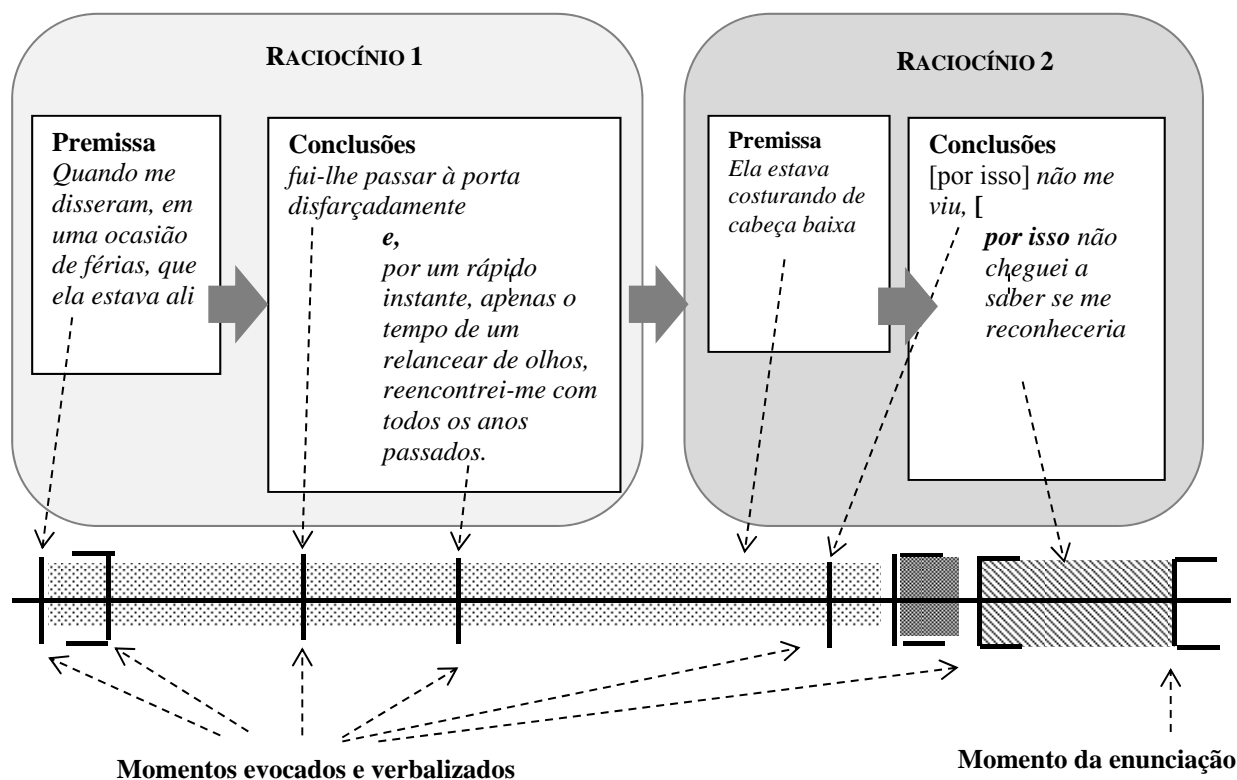 RACIOCÍNIO 1
Premissa
Quando me
disseram, em
uma ocasião
de férias, que
ela estava ali
Conclusões
fui-lhe passar à porta
disfarçadamente
e,
por um rápido
instante, apenas o
tempo de um
relancear de olhos,
reencontrei-me com
todos os anos
passados.
RACIOCÍNIO 2
Premissa
Ela estava
costurando de
cabeça baixa
Conclusões
[por isso] não me
viu, [
por isso não
cheguei a
saber se me
reconheceria
Momentos evocados e verbalizados
Momento da enunciação